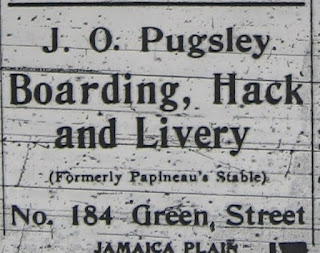 J. O. Pugsley
Boarding, Hack
and Livery
(Formerly Papineau's Stable)
No. 184 Green, Street
JAMAICA PLAIN